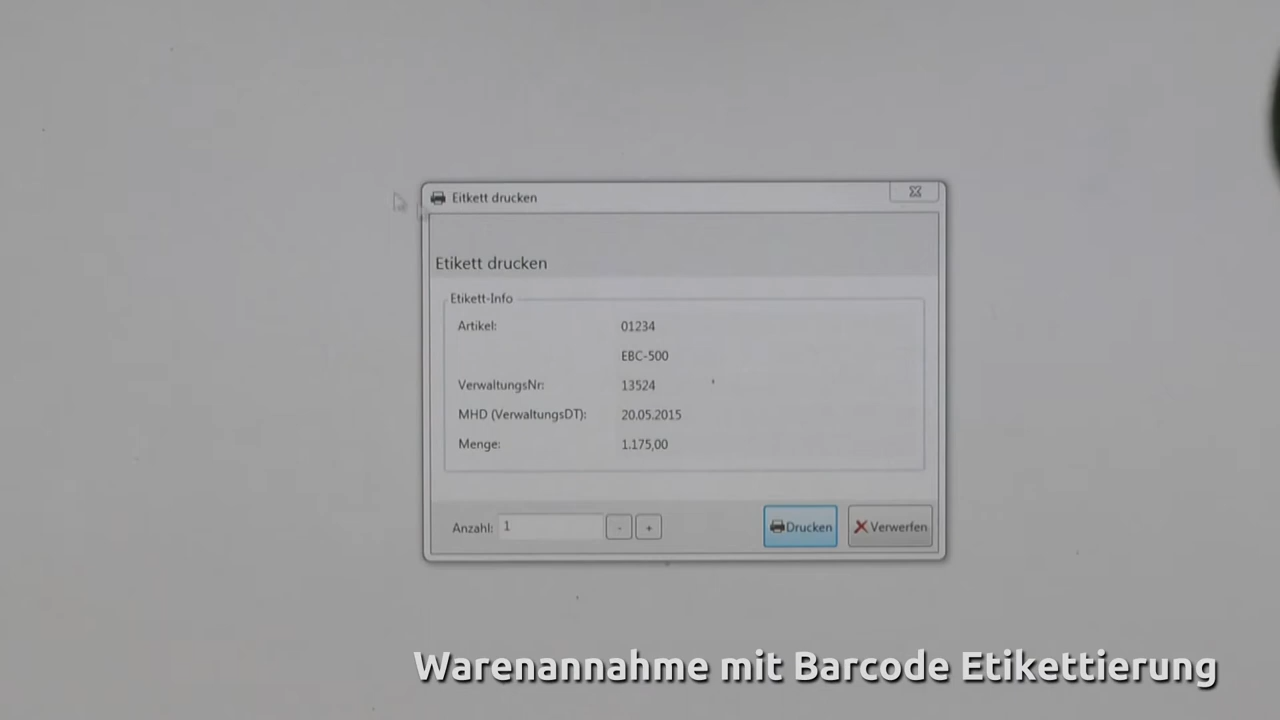 Eitkett drucken
Etikett drucken
Etikett-Info
Artikel: 01234
EBC-500
VerwaltungsNr: 13524
MHD (VerwaltungsDT): 20.05.2015
Menge: 1.175,00
Anzahl: 1 - + Drucken Verwerfen
Warenannahme mit Barcode Etikettierung